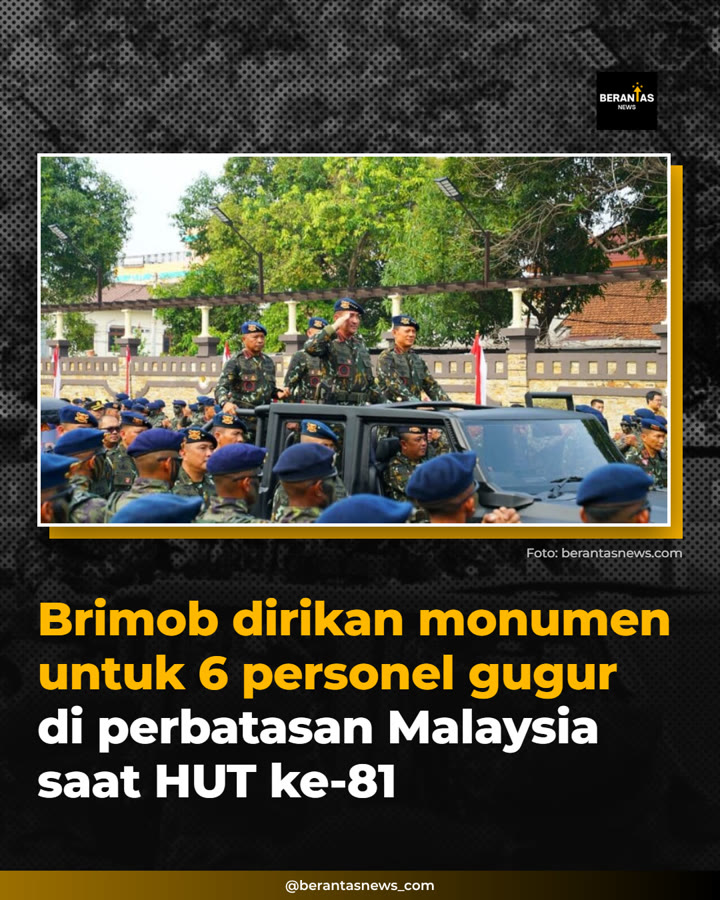 BERANTAS
NEWS
Foto: berantasnews.com
Brimob dirikan monumen
untuk 6 personel gugur
di perbatasan Malaysia
saat HUT ke-81
@berantasnews_com